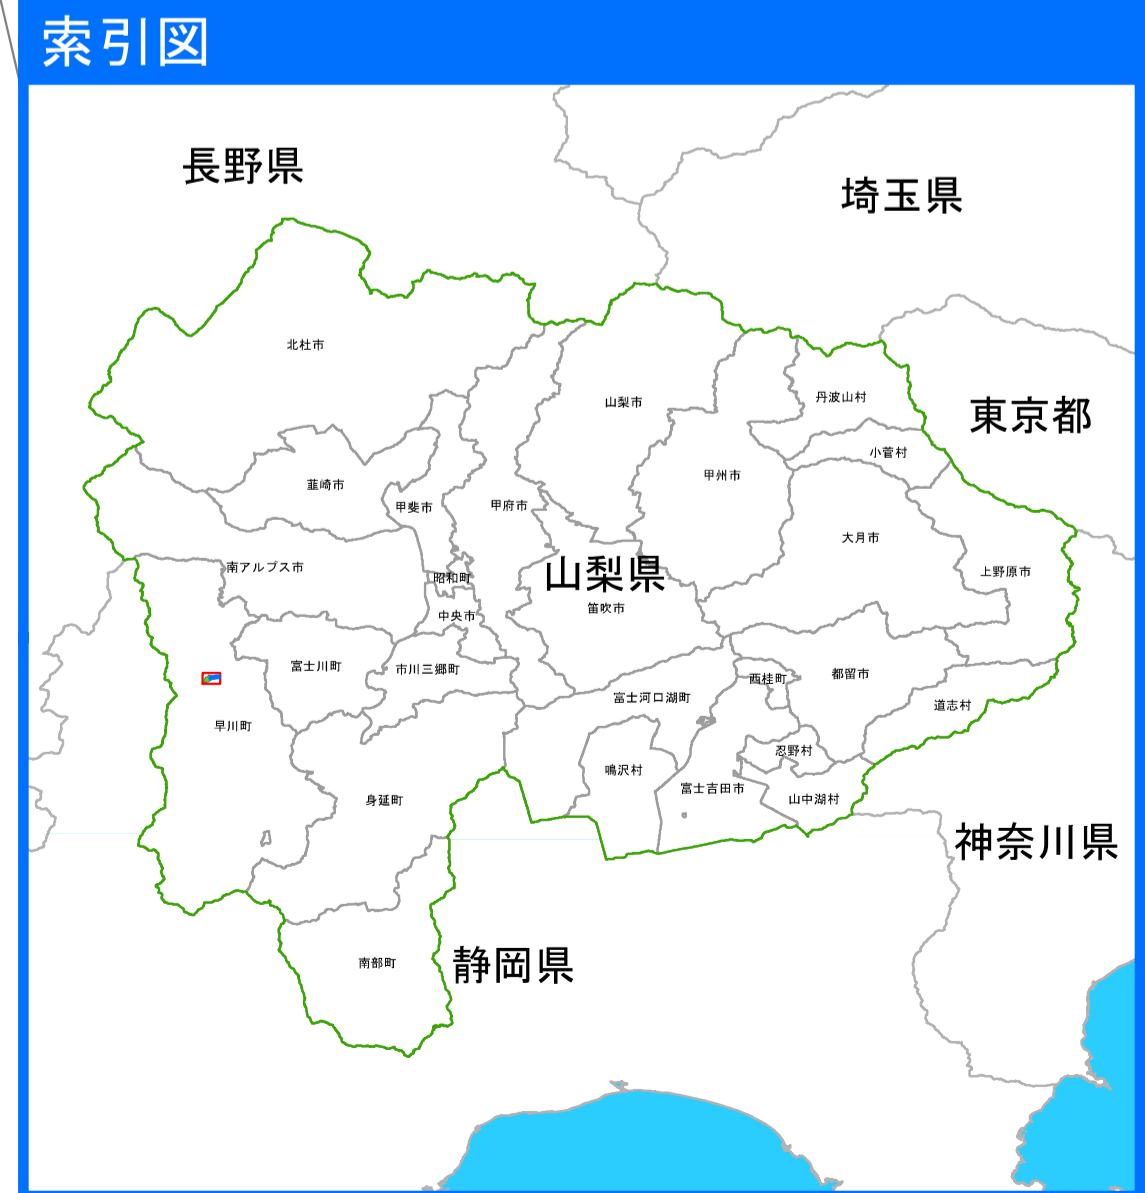 索引図
長野県
埼玉県
北杜市
山梨市
丹波山村
東京都
小菅村
甲州市
韮崎市
甲斐市
甲府市
大月市
南アルプス市
昭和町
山梨県
上野原市
笛吹市
中央市
富士川町
市川三郷町
西桂町
都留市
富士河口湖町
道志村
早川町
忍野村
鳴沢村
富士吉田市
身延町
山中湖村
神奈川県
南部町
静岡県